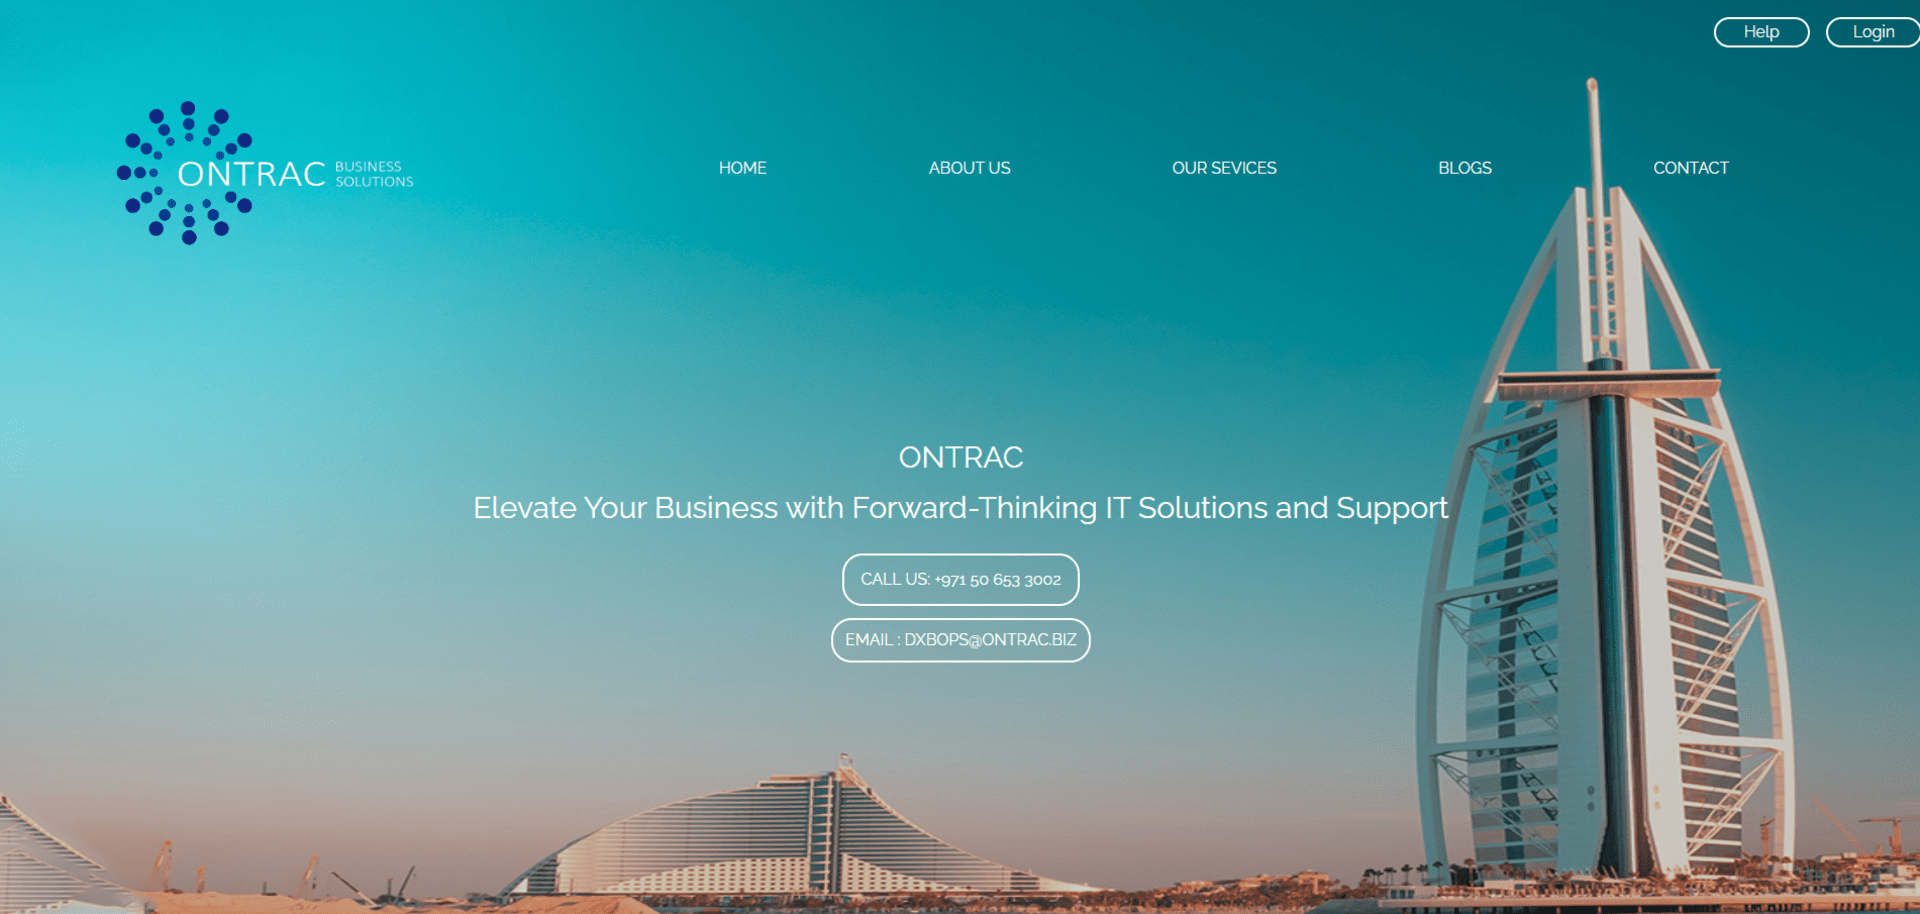 Help
Login
ONTRAC BUSINESS SOLUTIONS
HOME
ABOUT US
OUR SEVICES
BLOGS
CONTACT
ONTRAC
Elevate Your Business with Forward-Thinking IT Solutions and Support
CALL US: +971 50 653 3002
EMAIL : DXBOPS@ONTRAC.BIZ